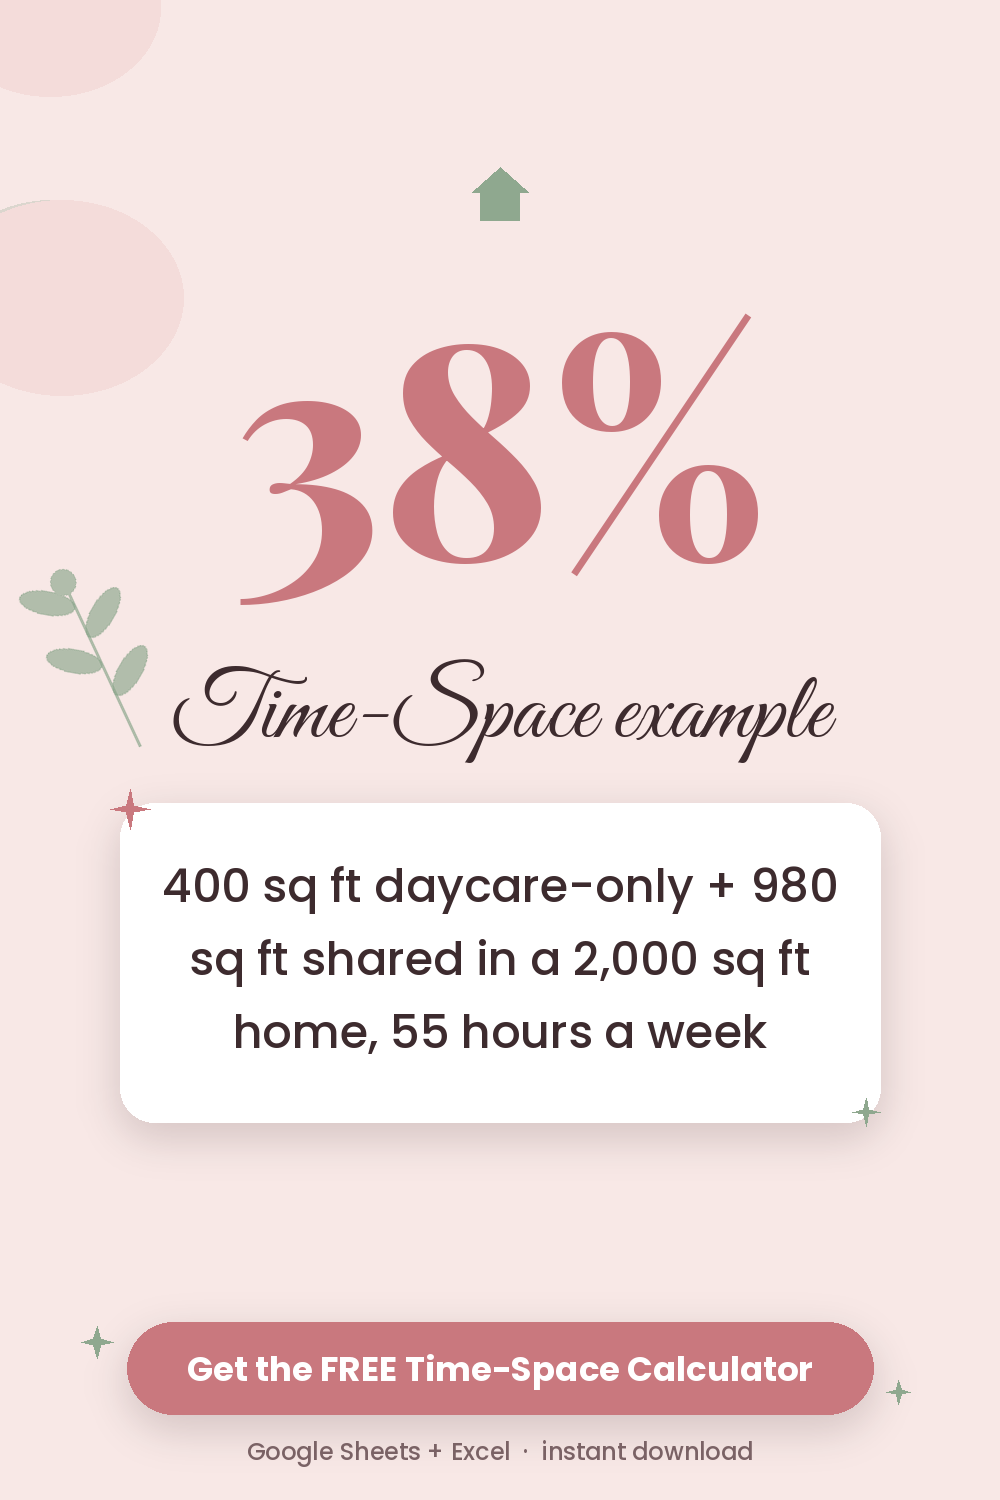 38%
Time-Space example
400 sq ft daycare-only + 980
sq ft shared in a 2,000 sq ft
home, 55 hours a week
Get the FREE Time-Space Calculator
Google Sheets + Excel · instant download